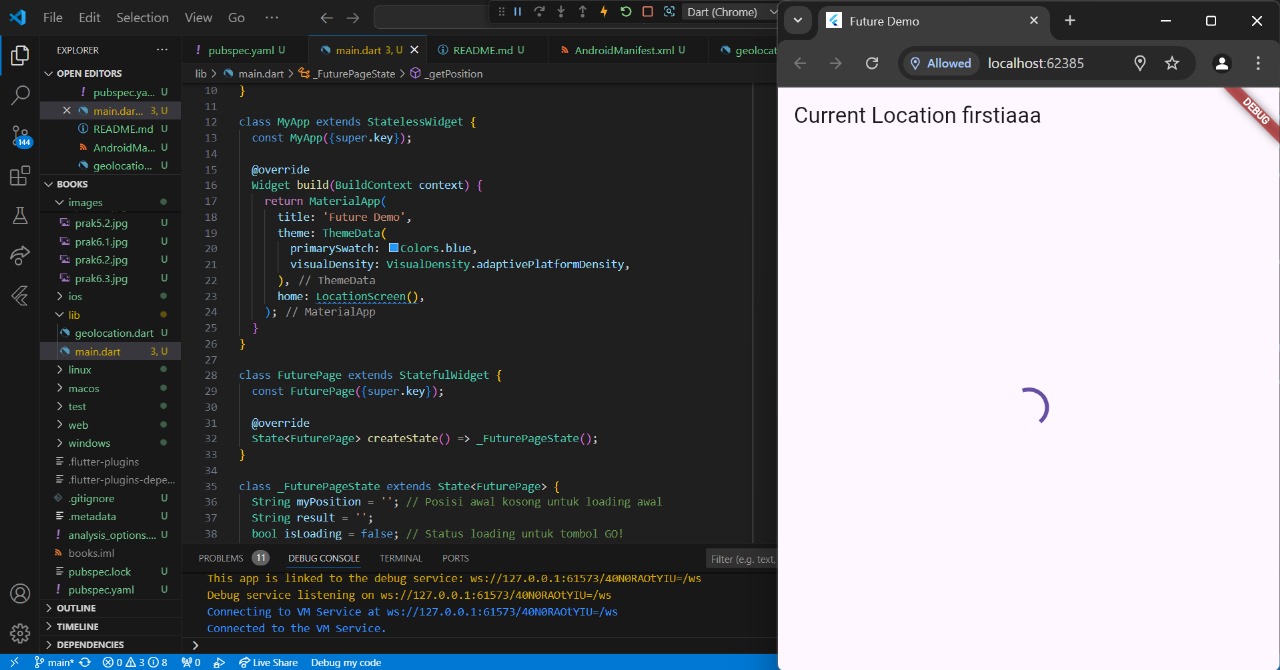 File Edit Selection View Go ··· Dart (Chrome)
EXPLORER ···
OPEN EDITORS
! pubspec.ya... U
main.dar... 3, U
README.md U
AndroidMa... U
geolocatio... U
BOOKS
images
prak5.2.jpg U
prak6.1.jpg U
prak6.2.jpg U
prak6.3.jpg U
ios
lib
geolocation.dart U
main.dart 3, U
linux
macos
test
web
windows
.flutter-plugins
.flutter-plugins-depe...
.gitignore U
.metadata U
! analysis_options.... U
books.iml
pubspec.lock U
! pubspec.yaml U
OUTLINE
TIMELINE
DEPENDENCIES
144
! pubspec.yaml U main.dart 3, U README.md U AndroidManifest.xml U geolocat
lib > main.dart > _FuturePageState > _getPosition
10 }
11
12 class MyApp extends StatelessWidget {
13 const MyApp({super.key});
14
15 @override
16 Widget build(BuildContext context) {
17 return MaterialApp(
18 title: 'Future Demo',
19 theme: ThemeData(
20 primarySwatch: Colors.blue,
21 visualDensity: VisualDensity.adaptivePlatformDensity,
22 ), // ThemeData
23 home: LocationScreen(),
24 ); // MaterialApp
25 }
26 }
27
28 class FuturePage extends StatefulWidget {
29 const FuturePage({super.key});
30
31 @override
32 State<FuturePage> createState() => _FuturePageState();
33 }
34
35 class _FuturePageState extends State<FuturePage> {
36 String myPosition = ''; // Posisi awal kosong untuk loading awal
37 String result = '';
38 bool isLoading = false; // Status loading untuk tombol GO!
PROBLEMS 11 DEBUG CONSOLE TERMINAL PORTS Filter (e.g. text,
This app is linked to the debug service: ws://127.0.0.1:61573/40N0RAOtYIU=/ws
Debug service listening on ws://127.0.0.1:61573/40N0RAOtYIU=/ws
Connecting to VM Service at ws://127.0.0.1:61573/40N0RAOtYIU=/ws
Connected to the VM Service.
>
main* 0 3 8 0 Live Share Debug my code
Future Demo
Allowed localhost:62385
Current Location firstiaaa
DEBUG